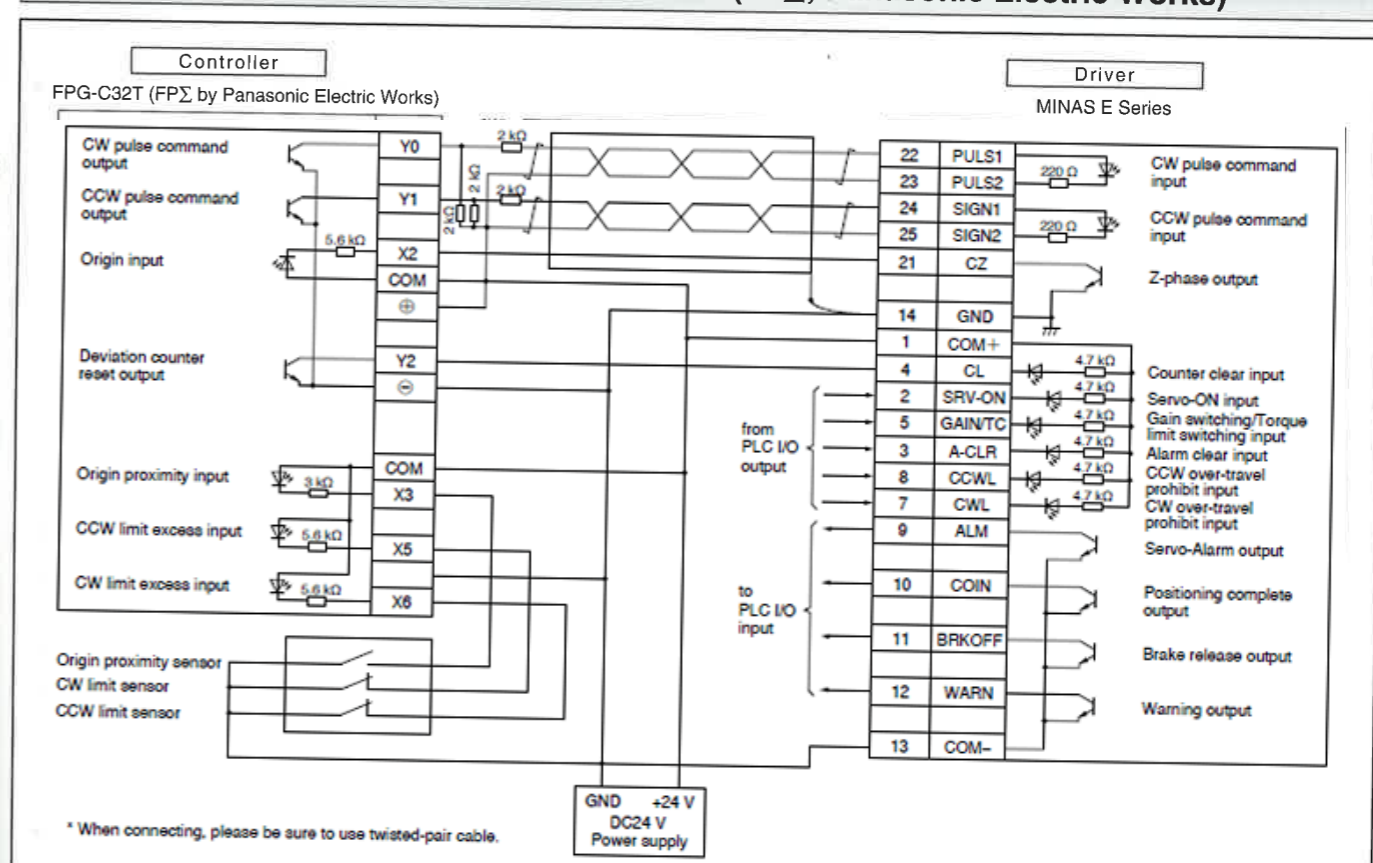 sonic Electric Works)
Controller
FPG-C32T (FPΣ by Panasonic Electric Works)
Driver
MINAS E Series
CW pulse command
output
CCW pulse command
output
Origin input
Deviation counter
reset output
Origin proximity input
CCW limit excess input
CW limit excess input
5.6 kΩ
3 kΩ
5.6 kΩ
5.6 kΩ
Y0
Y1
X2
COM
⊕
Y2
⊖
COM
X3
X5
X6
2 kΩ
2 kΩ
2 kΩ
2 kΩ
Origin proximity sensor
CW limit sensor
CCW limit sensor
from
PLC I/O
output
to
PLC I/O
input
22 PULS1
23 PULS2
24 SIGN1
25 SIGN2
21 CZ
14 GND
1 COM+
4 CL
2 SRV-ON
5 GAIN/TC
3 A-CLR
8 CCWL
7 CWL
9 ALM
10 COIN
11 BRKOFF
12 WARN
13 COM–
220 Ω
220 Ω
4.7 kΩ
4.7 kΩ
4.7 kΩ
4.7 kΩ
4.7 kΩ
4.7 kΩ
CW pulse command
input
CCW pulse command
input
Z-phase output
Counter clear input
Servo-ON input
Gain switching/Torque
limit switching input
Alarm clear input
CCW over-travel
prohibit input
CW over-travel
prohibit input
Servo-Alarm output
Positioning complete
output
Brake release output
Warning output
GND +24 V
DC24 V
Power supply
* When connecting, please be sure to use twisted-pair cable.